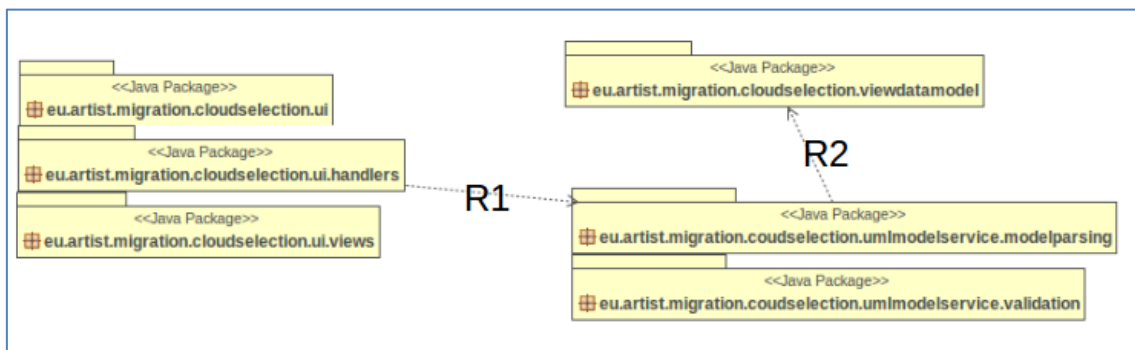 <<Java Package>>
eu.artist.migration.cloudselection.ui
<<Java Package>>
eu.artist.migration.cloudselection.ui.handlers
<<Java Package>>
eu.artist.migration.cloudselection.ui.views
R1
<<Java Package>>
eu.artist.migration.cloudselection.viewdatamodel
R2
<<Java Package>>
eu.artist.migration.coudselection.umlmodelservice.modelparsing
<<Java Package>>
eu.artist.migration.coudselection.umlmodelservice.validation